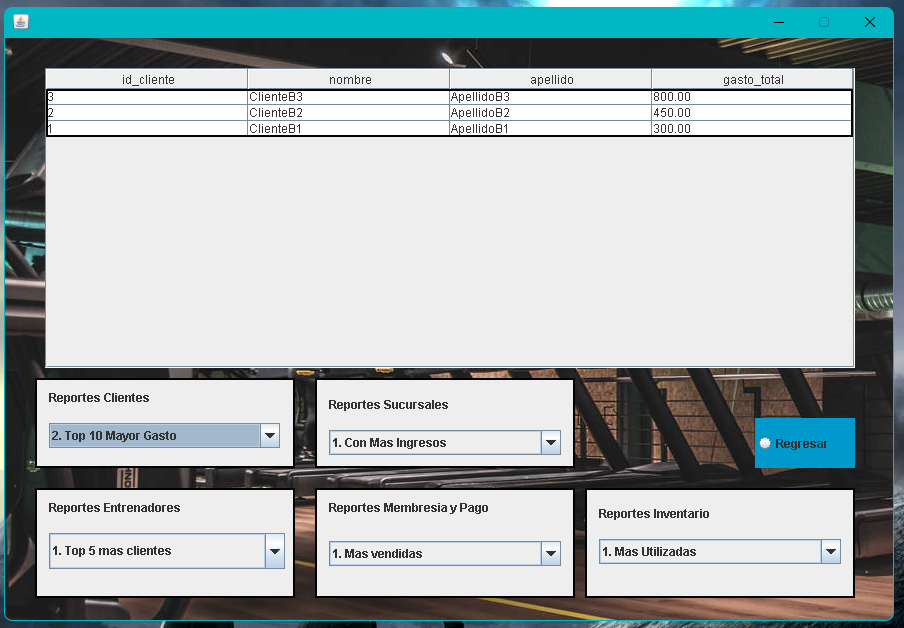 id_cliente nombre apellido gasto_total
3 ClienteB3 ApellidoB3 800.00
2 ClienteB2 ApellidoB2 450.00
1 ClienteB1 ApellidoB1 300.00
Reportes Clientes
2. Top 10 Mayor Gasto
Reportes Sucursales
1. Con Mas Ingresos
Regresar
Reportes Entrenadores
1. Top 5 mas clientes
Reportes Membresia y Pago
1. Mas vendidas
Reportes Inventario
1. Mas Utilizadas